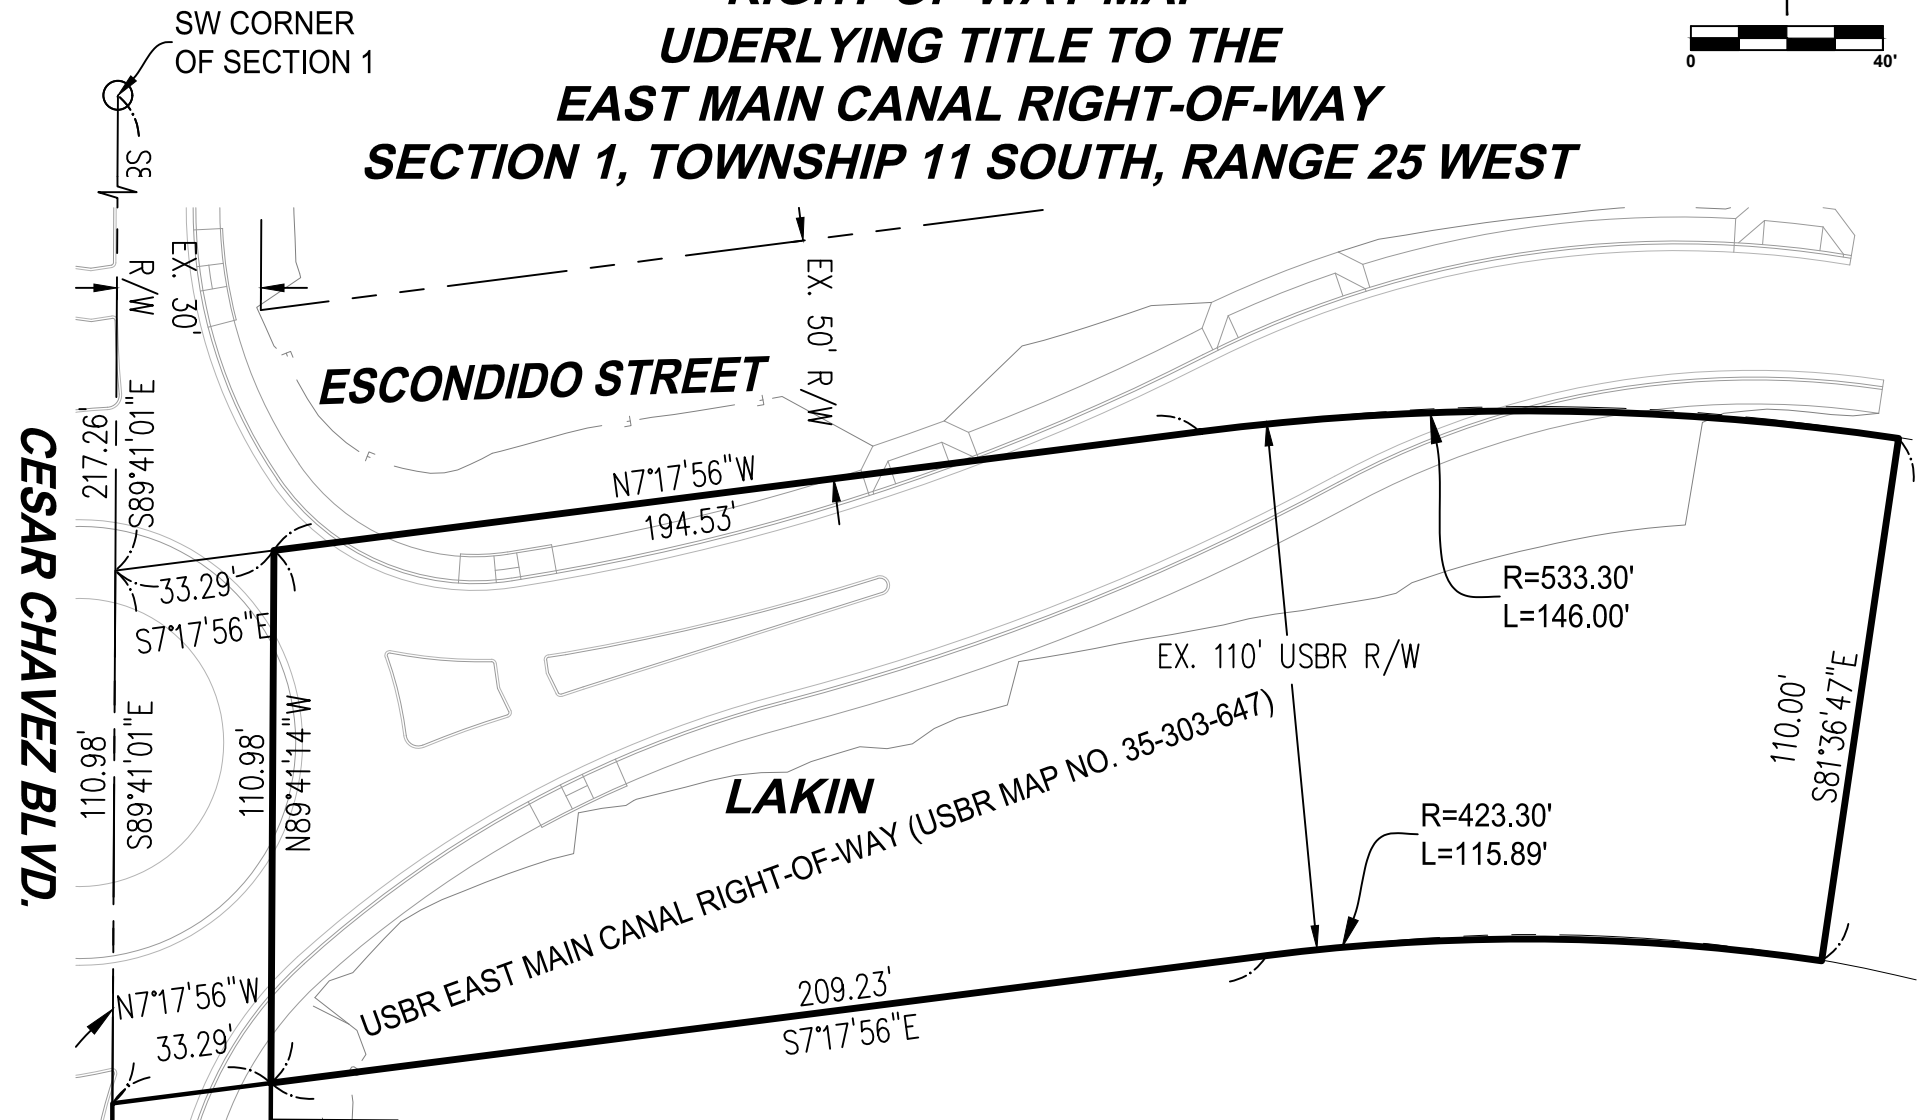 SW CORNER
OF SECTION 1
UDERLYING TITLE TO THE
EAST MAIN CANAL RIGHT-OF-WAY
SECTION 1, TOWNSHIP 11 SOUTH, RANGE 25 WEST
0
40'
EX. 30'
R/W
EX. 50' R/W
ESCONDIDO STREET
217.26'
S89°41'01"E
CESAR CHAVEZ BLVD.
N7°17'56"W
194.53'
33.29'
S7°17'56"E
R=533.30'
L=146.00'
EX. 110' USBR R/W
110.98'
S89°41'01"E
110.98'
N89°41'14"W
110.00'
S81°36'47"E
LAKIN
USBR EAST MAIN CANAL RIGHT-OF-WAY (USBR MAP NO. 35-303-647)
R=423.30'
L=115.89'
N7°17'56"W
33.29'
209.23'
S7°17'56"E
F
F
F